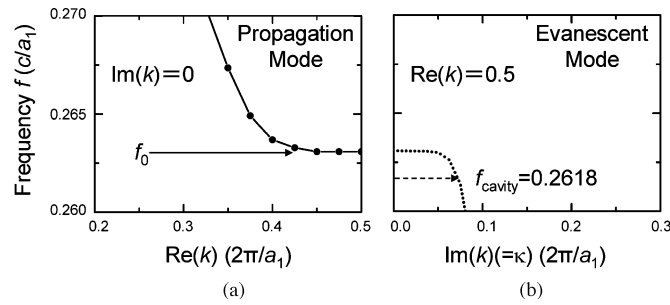 Frequency f (c/a₁)
0.270
0.265
0.260
Propagation
Mode
Im(k)=0
f₀
0.2 0.3 0.4 0.5
Re(k) (2π/a₁)
(a)
Evanescent
Mode
Re(k)=0.5
f_cavity=0.2618
0.0 0.1 0.2 0.3
Im(k)(=κ) (2π/a₁)
(b)